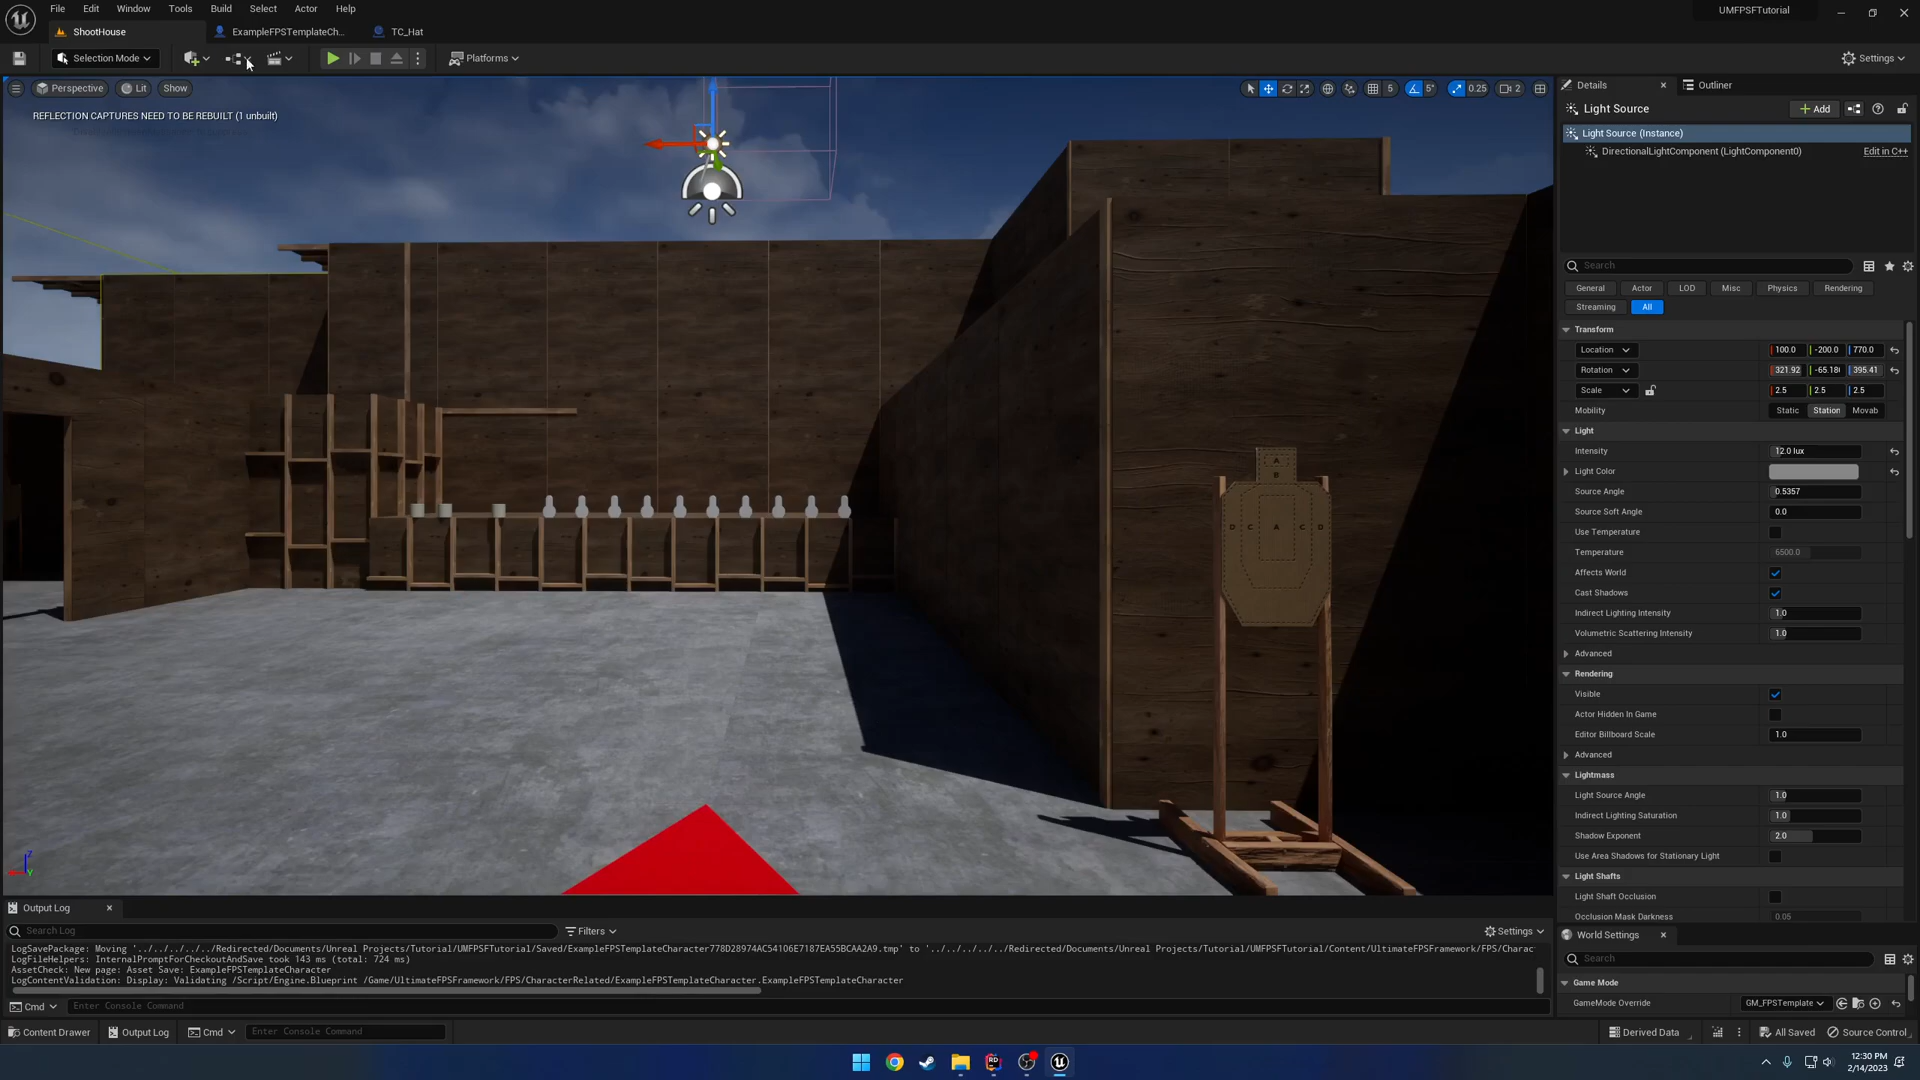 File Edit Window Tools Build Select Actor Help
UMFPSFTutorial
ShootHouse
ExampleFPSTemplateCh...
TC_Hat
Selection Mode
Platforms
Settings
Perspective
Lit
Show
5
5°
0.25
2
REFLECTION CAPTURES NEED TO BE REBUILT (1 unbuilt)
Details
Outliner
Light Source
Add
Light Source (Instance)
DirectionalLightComponent (LightComponent0)
Edit in C++
Search
General
Actor
LOD
Misc
Physics
Rendering
Streaming
All
Transform
Location 100.0 -200.0 770.0
Rotation 321.92 -65.18 395.41
Scale 2.5 2.5 2.5
Mobility Static Station Movab
Light
Intensity 12.0 lux
Light Color
Source Angle 0.5357
Source Soft Angle 0.0
Use Temperature
Temperature 6500.0
Affects World
Cast Shadows
Indirect Lighting Intensity 1.0
Volumetric Scattering Intensity 1.0
Advanced
Rendering
Visible
Actor Hidden In Game
Editor Billboard Scale 1.0
Advanced
Lightmass
Light Source Angle 1.0
Indirect Lighting Saturation 1.0
Shadow Exponent 2.0
Use Area Shadows for Stationary Light
Light Shafts
Light Shaft Occlusion
Occlusion Mask Darkness 0.05
A
B
D C A C D
Z
Y
Output Log
Search Log
Filters
Settings
LogSavePackage: Moving '../../../../../Redirected/Documents/Unreal Projects/Tutorial/UMFPSFTutorial/Saved/ExampleFPSTemplateCharacter778D28974AC54106E7187EA55BCAA2A9.tmp' to '../../../../../Redirected/Documents/Unreal Projects/Tutorial/UMFPSFTutorial/Content/UltimateFPSFramework/FPS/Charac
LogFileHelpers: InternalPromptForCheckoutAndSave took 143 ms (total: 724 ms)
AssetCheck: New page: Asset Save: ExampleFPSTemplateCharacter
LogContentValidation: Display: Validating /Script/Engine.Blueprint /Game/UltimateFPSFramework/FPS/CharacterRelated/ExampleFPSTemplateCharacter.ExampleFPSTemplateCharacter
Cmd
Enter Console Command
World Settings
Search
Game Mode
GameMode Override GM_FPSTemplate
Content Drawer
Output Log
Cmd
Enter Console Command
Derived Data
All Saved
Source Control
12:30 PM
2/14/2023